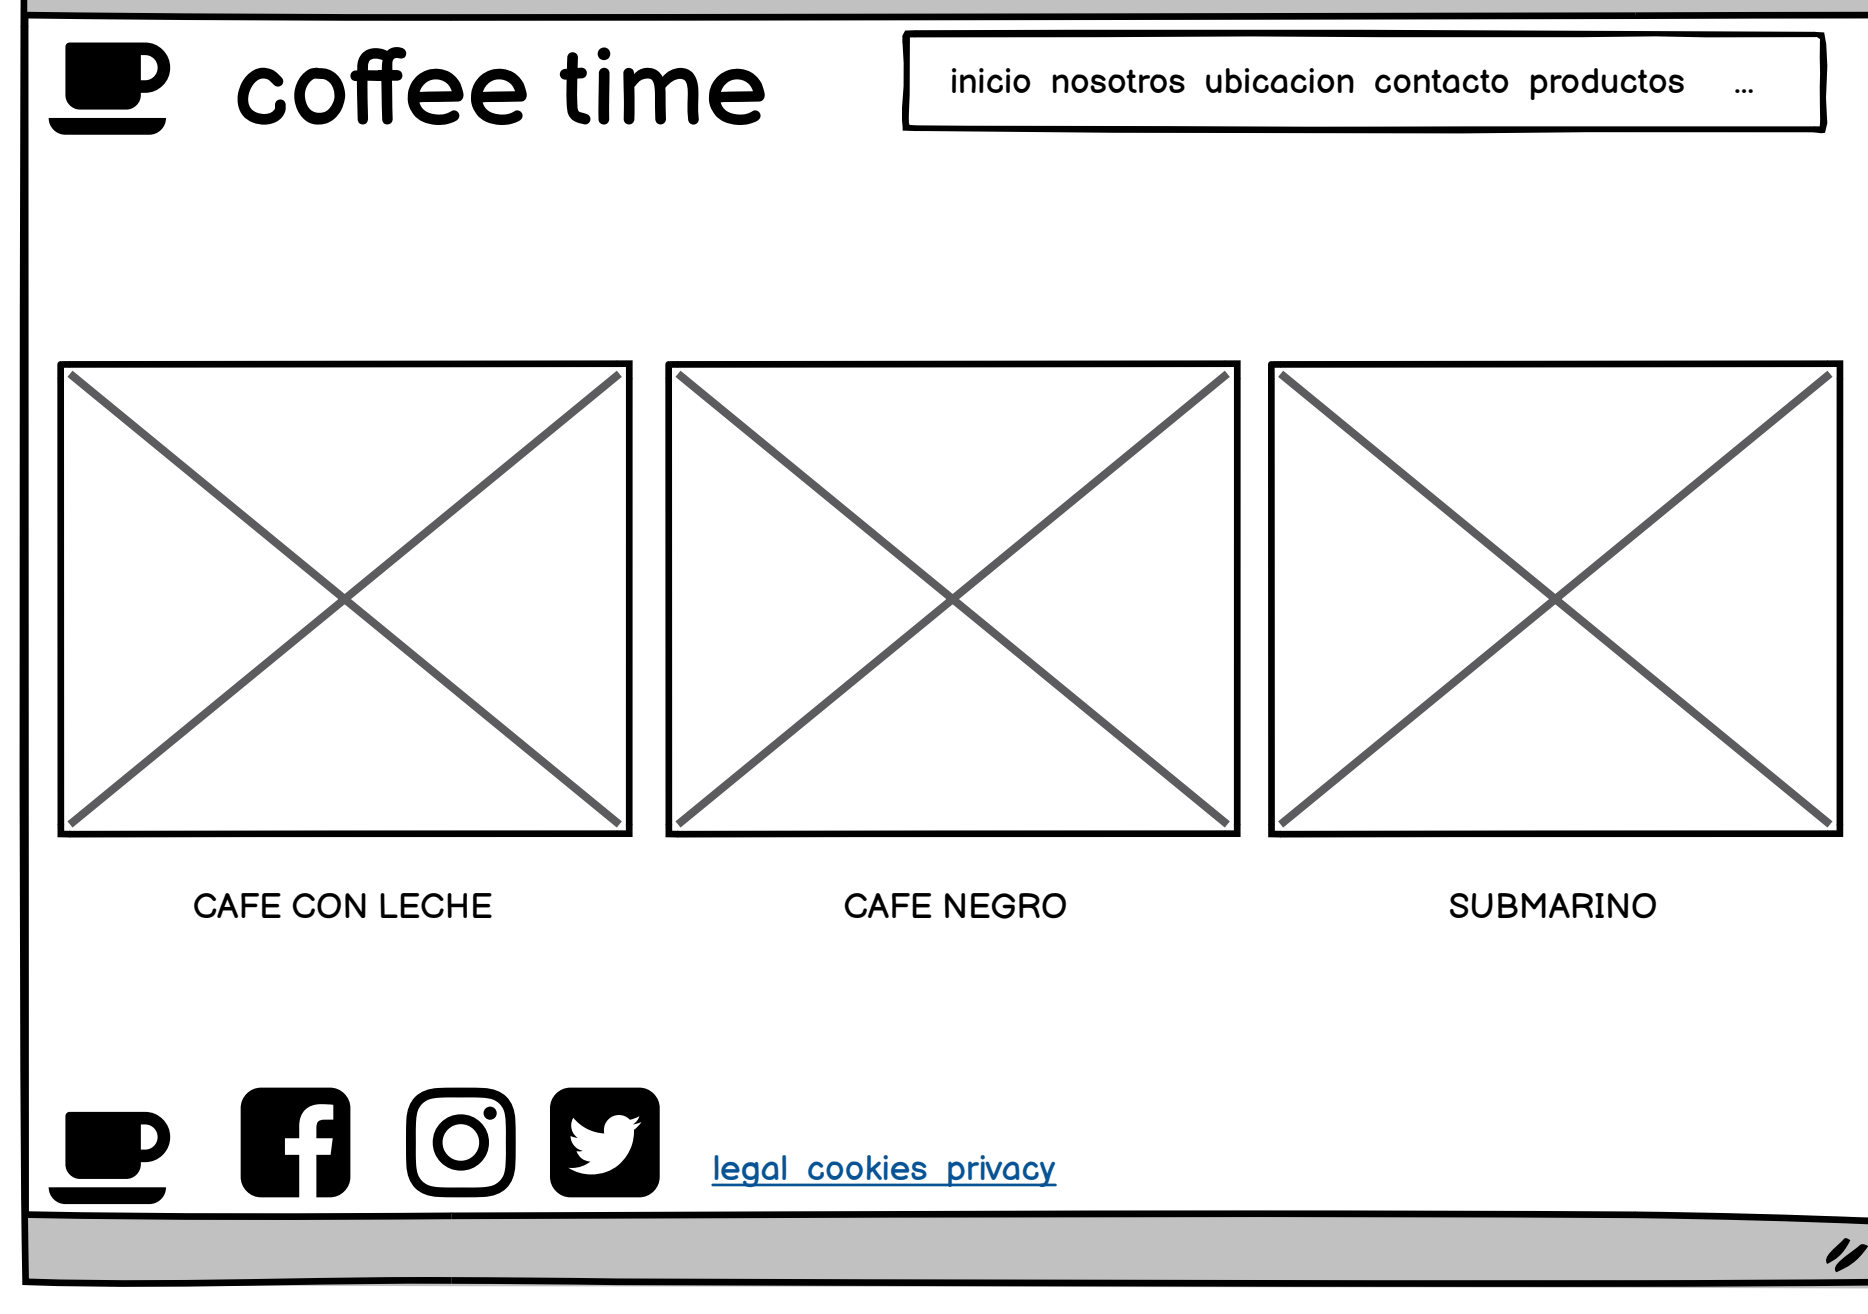 coffee time
inicio nosotros ubicacion contacto productos ...
CAFE CON LECHE
CAFE NEGRO
SUBMARINO
legal cookies privacy